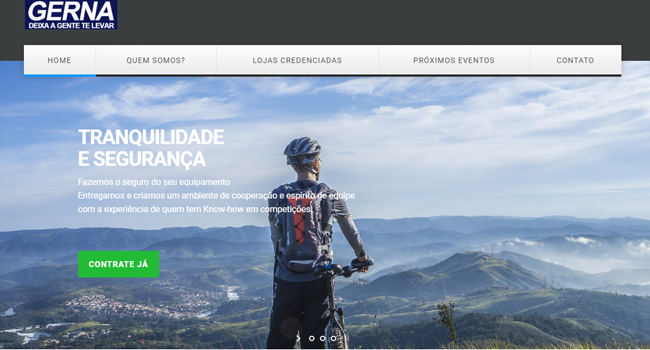 GERNA
DEIXA A GENTE TE LEVAR
HOME
QUEM SOMOS?
LOJAS CREDENCIADAS
PRÓXIMOS EVENTOS
CONTATO
TRANQUILIDADE
E SEGURANÇA
Fazemos o seguro do seu equipamento
Entregamos e criamos um ambiente de cooperação e espírito de equipe
com a experiência de quem tem Know-how em competições.
CONTRATE JÁ